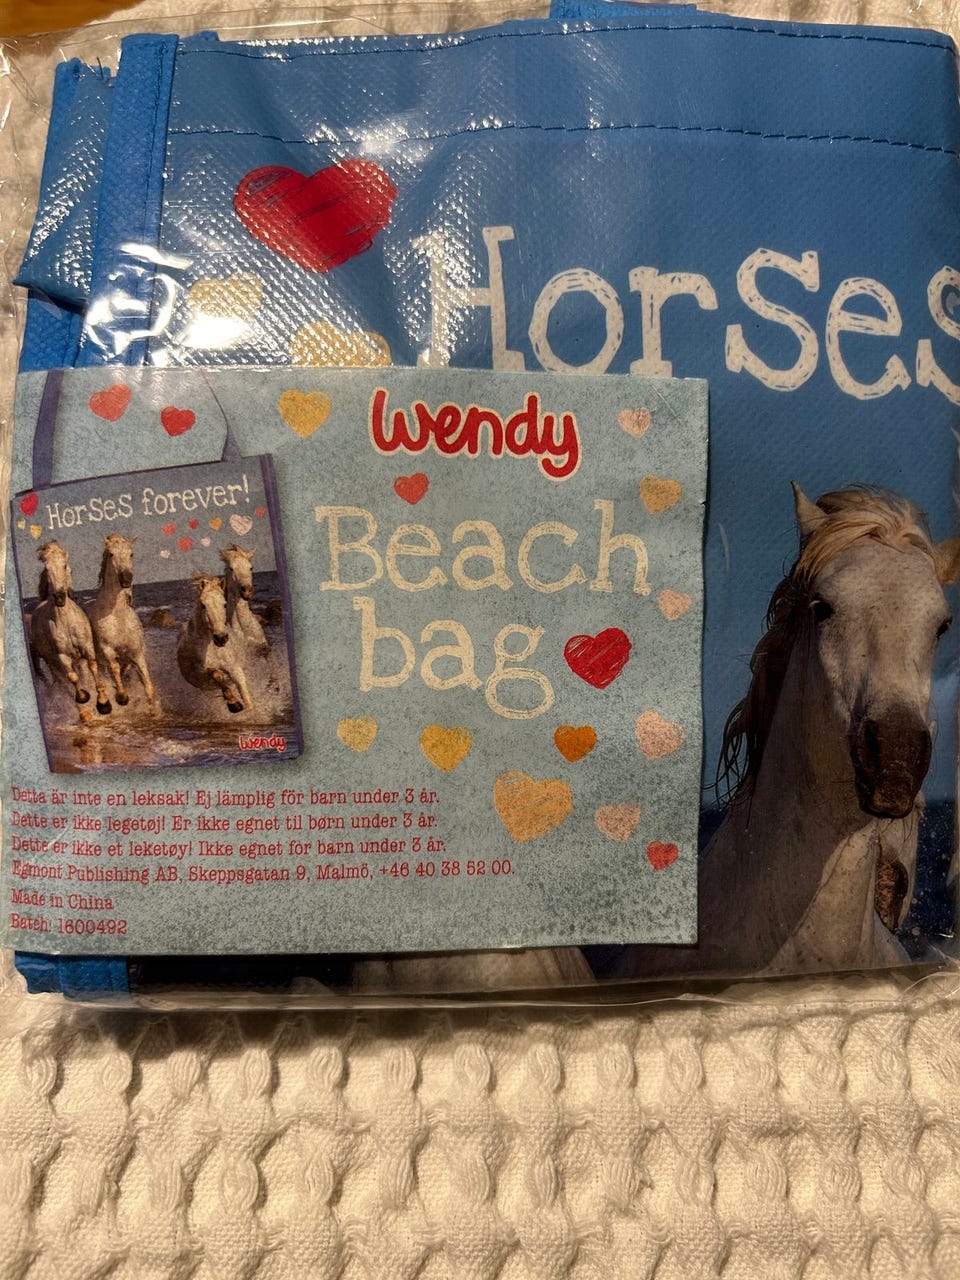 Horses
wendy
Horses forever!
Beach
bag
wendy
Detta är inte en leksak! Ej lämplig för barn under 3 år.
Dette er ikke legetøj! Er ikke egnet til børn under 3 år.
Dette er ikke et leketøy! Ikke egnet for barn under 3 år.
Egmont Publishing AB, Skeppsgatan 9, Malmö, +46 40 38 52 00.
Made in China
Batch: 1600492